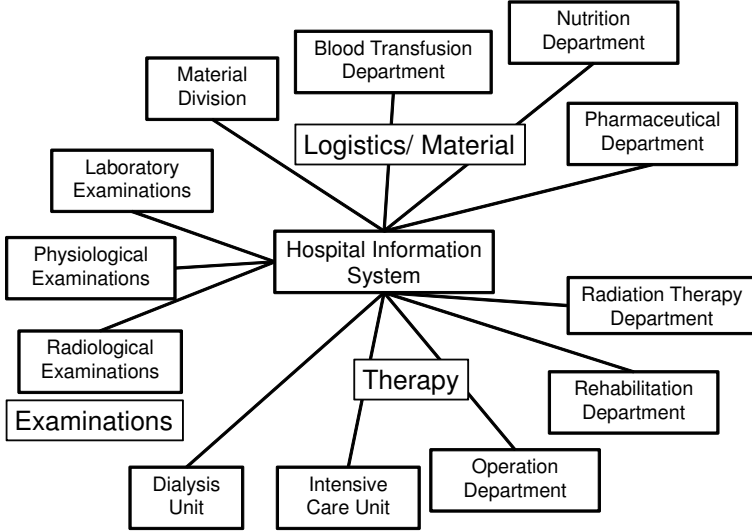 Nutrition
Department
Blood Transfusion
Department
Material
Division
Pharmaceutical
Department
Logistics/ Material
Laboratory
Examinations
Physiological
Examinations
Hospital Information
System
Radiation Therapy
Department
Radiological
Examinations
Therapy
Rehabilitation
Department
Examinations
Dialysis
Unit
Intensive
Care Unit
Operation
Department